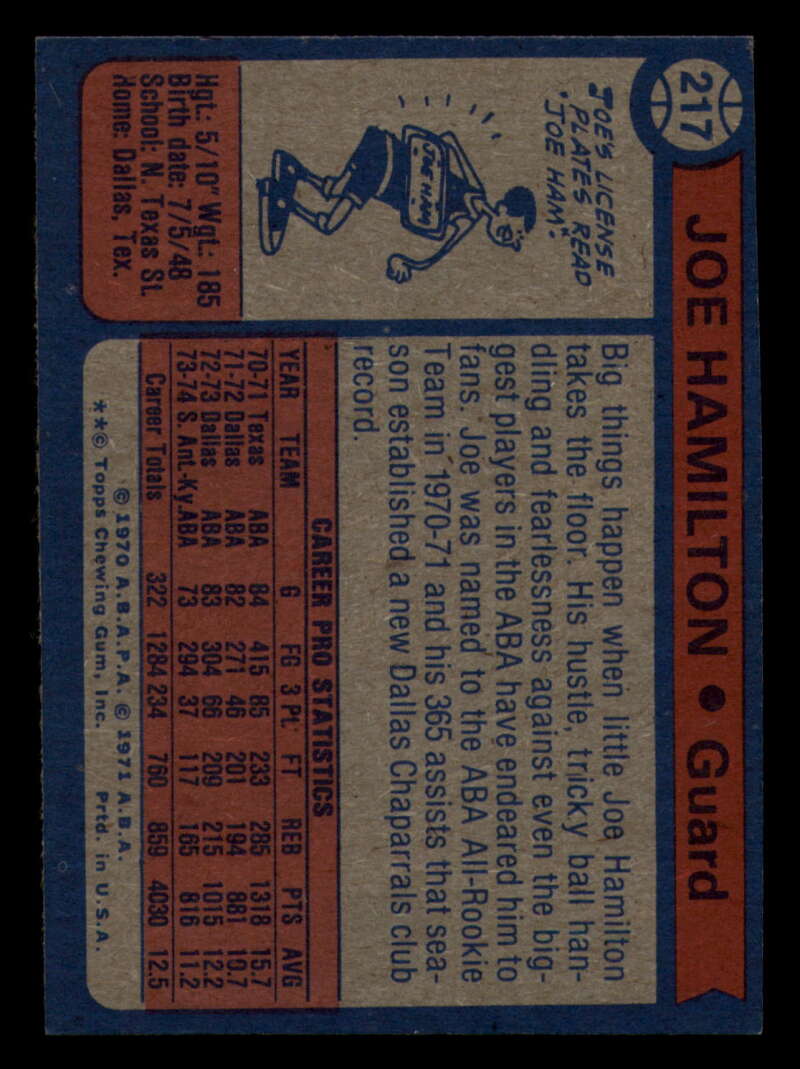 217
JOE HAMILTON • Guard
JOE'S LICENSE
PLATES READ
"JOE HAM".
JOE HAM
Hgt.: 5/10" Wgt.: 185
Birth date: 7/5/48
School: N. Texas St.
Home: Dallas, Tex.
Big things happen when little Joe Hamilton
takes the floor. His hustle, tricky ball han-
dling and fearlessness against even the big-
gest players in the ABA have endeared him to
fans. Joe was named to the ABA All-Rookie
Team in 1970-71 and his 365 assists that sea-
son established a new Dallas Chaparrals club
record.
CAREER PRO STATISTICS
YEAR TEAM G FG 3 Pt. FT REB PTS AVG
70-71 Texas ABA 84 415 85 233 285 1318 15.7
71-72 Dallas ABA 82 271 46 201 194 881 10.7
72-73 Dallas ABA 83 304 66 209 215 1015 12.2
73-74 S. Ant.-Ky. ABA 73 294 37 117 165 816 11.2
Career Totals 322 1284 234 760 859 4030 12.5
© 1970 A.B.A.P.A. © 1971 A.B.A.
**© Topps Chewing Gum, Inc. Prtd. in U.S.A.